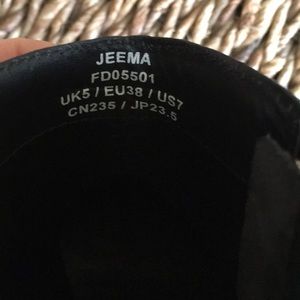 JEEMA
FD05501
UK5 / EU38 / US7
CN235 / JP23.5